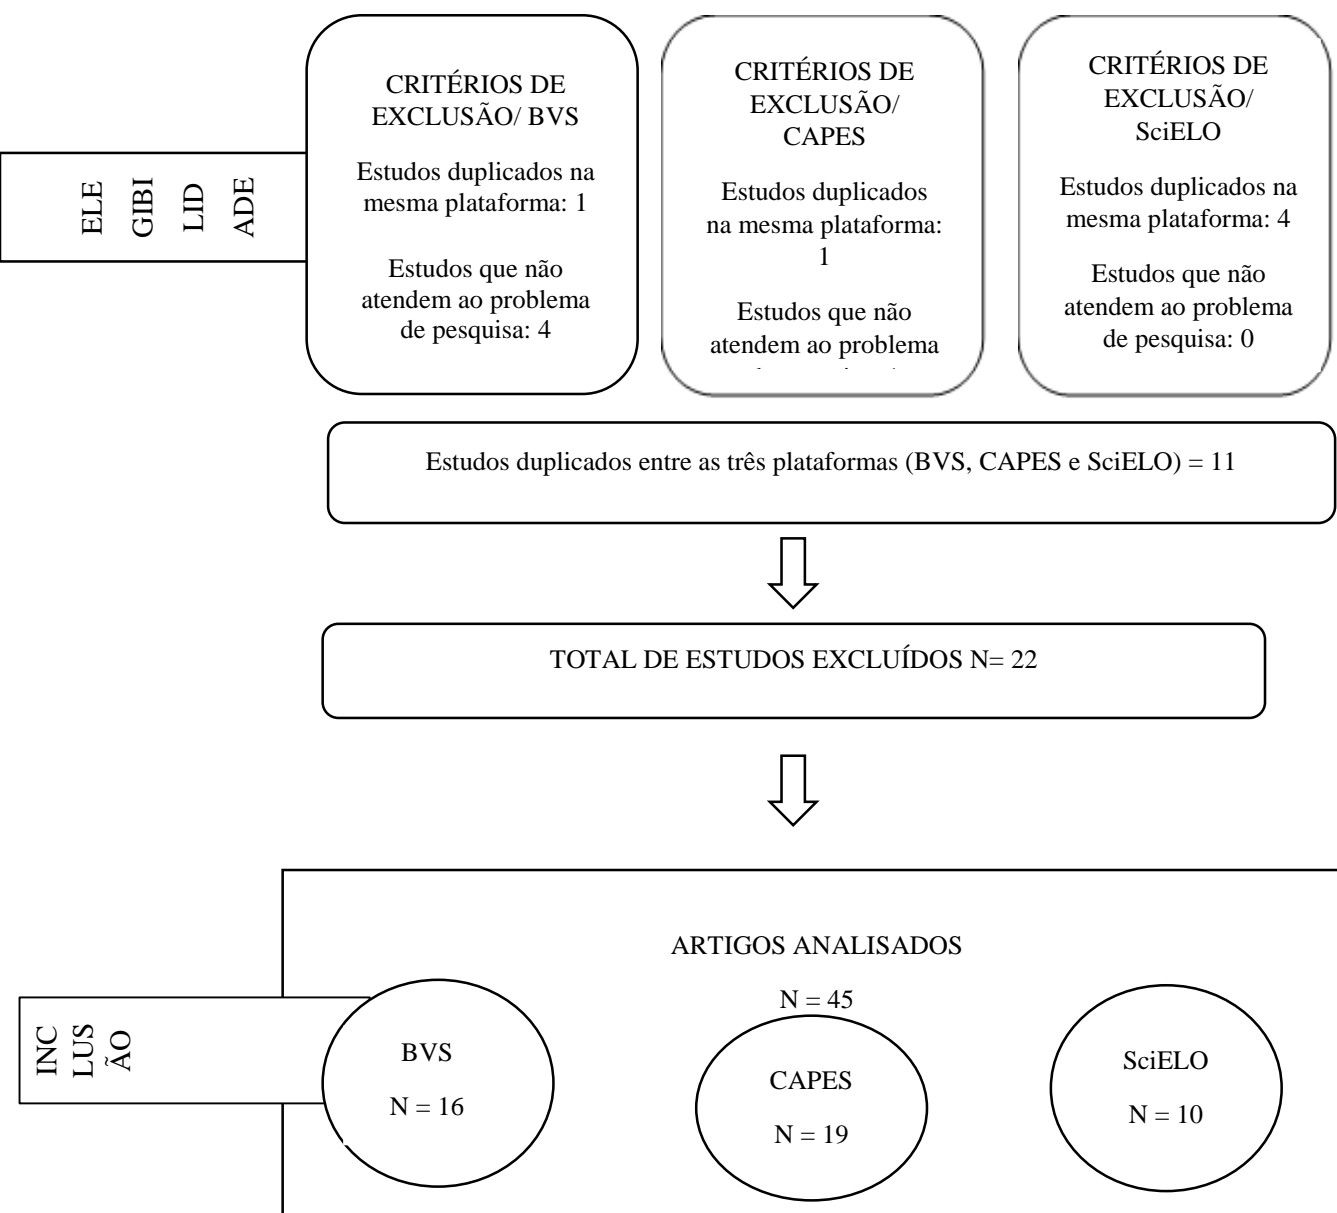 CRITÉRIOS DE
EXCLUSÃO/ BVS
Estudos duplicados na
mesma plataforma: 1
Estudos que não
atendem ao problema
de pesquisa: 4
CRITÉRIOS DE
EXCLUSÃO/
CAPES
Estudos duplicados
na mesma plataforma:
1
Estudos que não
atendem ao problema
CRITÉRIOS DE
EXCLUSÃO/
SciELO
Estudos duplicados na
mesma plataforma: 4
Estudos que não
atendem ao problema
de pesquisa: 0
ELE
GIBI
LID
ADE
Estudos duplicados entre as três plataformas (BVS, CAPES e SciELO) = 11
TOTAL DE ESTUDOS EXCLUÍDOS N= 22
ARTIGOS ANALISADOS
N = 45
INC
LUS
ÃO
BVS
N = 16
CAPES
N = 19
SciELO
N = 10